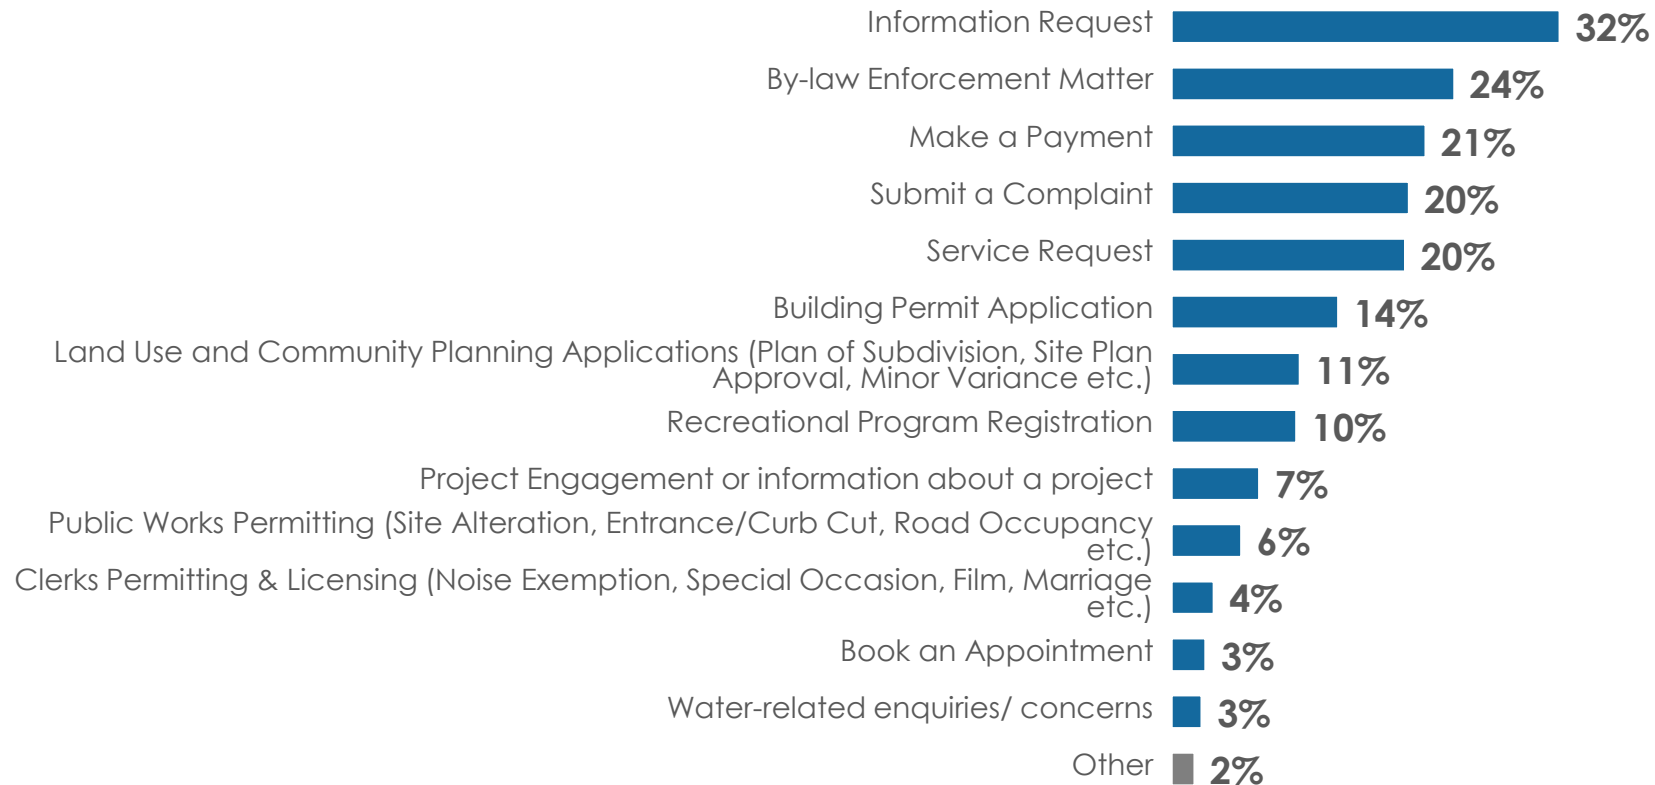 Information Request 32%
By-law Enforcement Matter 24%
Make a Payment 21%
Submit a Complaint 20%
Service Request 20%
Building Permit Application 14%
Land Use and Community Planning Applications (Plan of Subdivision, Site Plan
Approval, Minor Variance etc.) 11%
Recreational Program Registration 10%
Project Engagement or information about a project 7%
Public Works Permitting (Site Alteration, Entrance/Curb Cut, Road Occupancy
etc.) 6%
Clerks Permitting & Licensing (Noise Exemption, Special Occasion, Film, Marriage
etc.) 4%
Book an Appointment 3%
Water-related enquiries/ concerns 3%
Other 2%